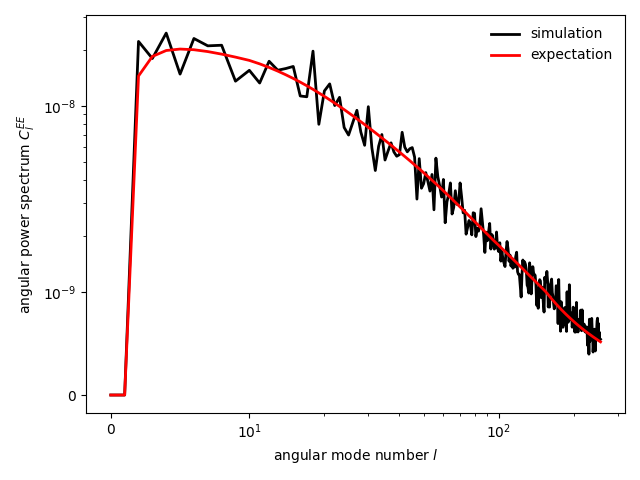 simulation
expectation
angular power spectrum $C_l^{EE}$
10⁻⁸
10⁻⁹
0
0
10¹
10²
angular mode number $l$